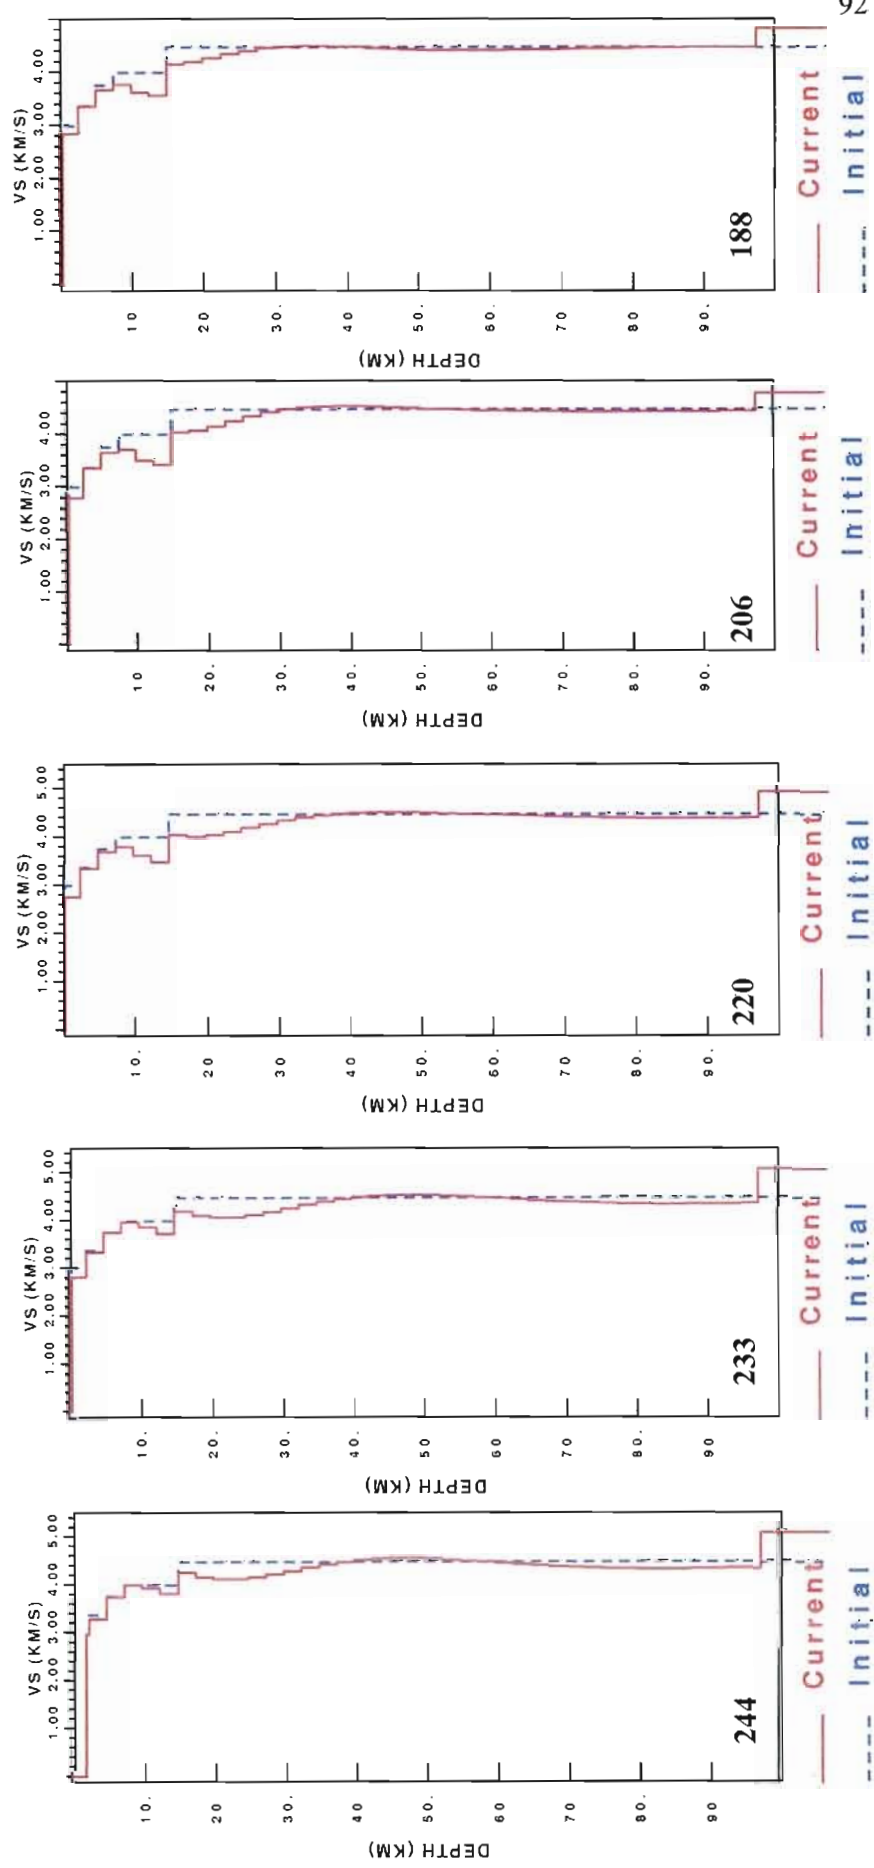 92
VS (KM/S)
1.00 2.00 3.00 4.00
10
20
30.
40
50.
60.
70
80.
90.
DEPTH (KM)
188
Current
Initial
VS (KM/S)
1.00 2.00 3.00 4.00
10
20.
30.
40.
50.
60.
70.
80.
90.
DEPTH (KM)
206
Current
Initial
VS (KM/S)
1.00 2.00 3.00 4.00 5.00
10.
20
30
40.
50.
60.
70
80.
90.
DEPTH (KM)
220
Current
Initial
VS (KM/S)
1.00 2.00 3.00 4.00 5.00
10.
20.
30.
40.
50
60
70
80.
90
DEPTH (KM)
233
Current
Initial
VS (KM/S)
1.00 2.00 3.00 4.00 5.00
10.
20.
30.
40.
50.
60.
70
80.
90
DEPTH (KM)
244
Current
Initial